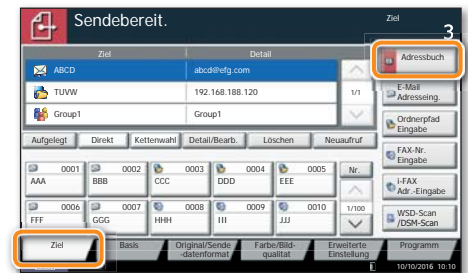 Sendebereit.
Ziel
3
Ziel Detail
ABCD abcd@efg.com
TUVW 192.168.188.120
1/1
Group1 Group1
Adressbuch
E-Mail
Adresseing.
Ordnerpfad
Eingabe
FAX-Nr.
Eingabe
i-FAX
Adr.-Eingabe
WSD-Scan
/DSM-Scan
Aufgelegt Direkt Kettenwahl Detail/Bearb. Löschen Neuaufruf
0001 0002 0003 0004 0005 Nr.
AAA BBB CCC DDD EEE
0006 0007 0008 0009 0010 1/100
FFF GGG HHH III JJJ
Ziel Basis Original/Sende
-datenformat Farbe/Bild-
qualitat Erweiterte
Einstellung Programm
10/10/2016 10:10